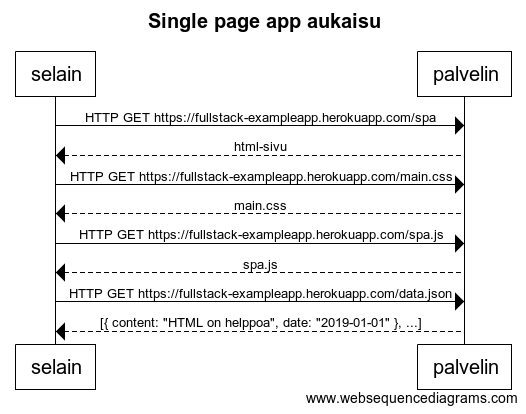 Single page app aukaisu
selain
palvelin
HTTP GET https://fullstack-exampleapp.herokuapp.com/spa
html-sivu
HTTP GET https://fullstack-exampleapp.herokuapp.com/main.css
main.css
HTTP GET https://fullstack-exampleapp.herokuapp.com/spa.js
spa.js
HTTP GET https://fullstack-exampleapp.herokuapp.com/data.json
[{ content: "HTML on helppoa", date: "2019-01-01" }, ...]
selain
palvelin
www.websequencediagrams.com